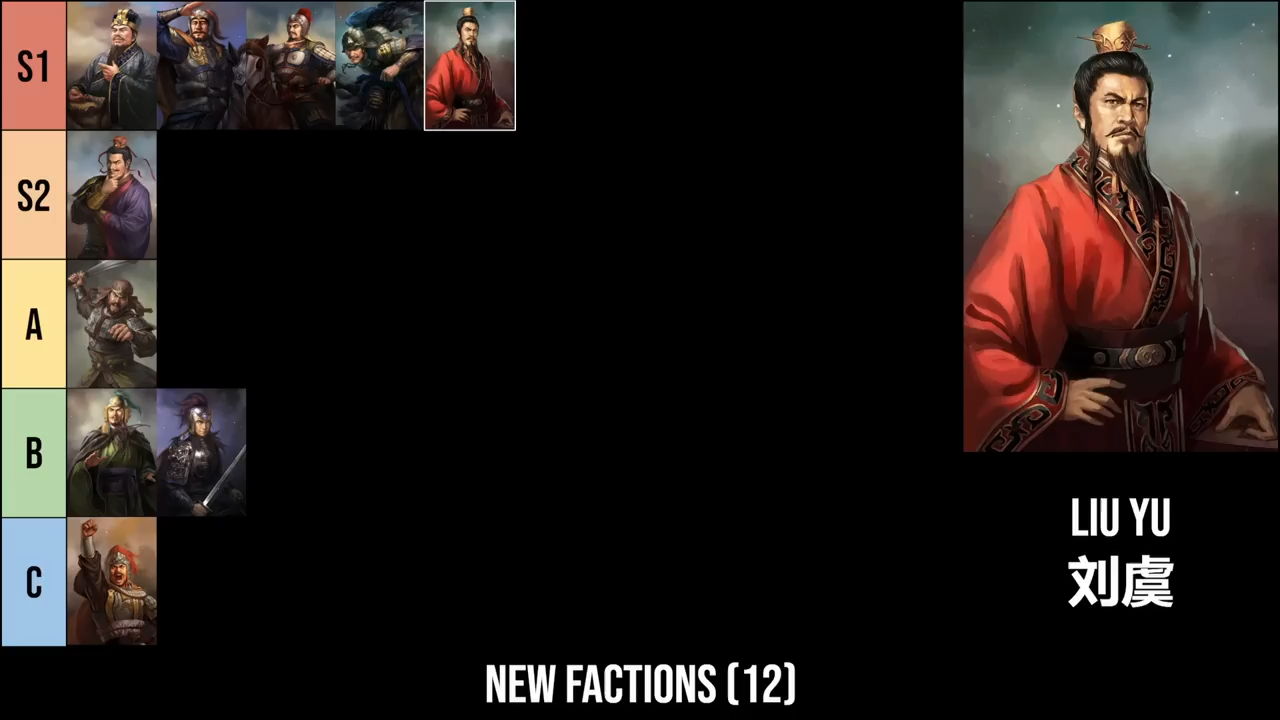 S1
S2
A
B
C
LIU YU
刘虞
NEW FACTIONS (12)